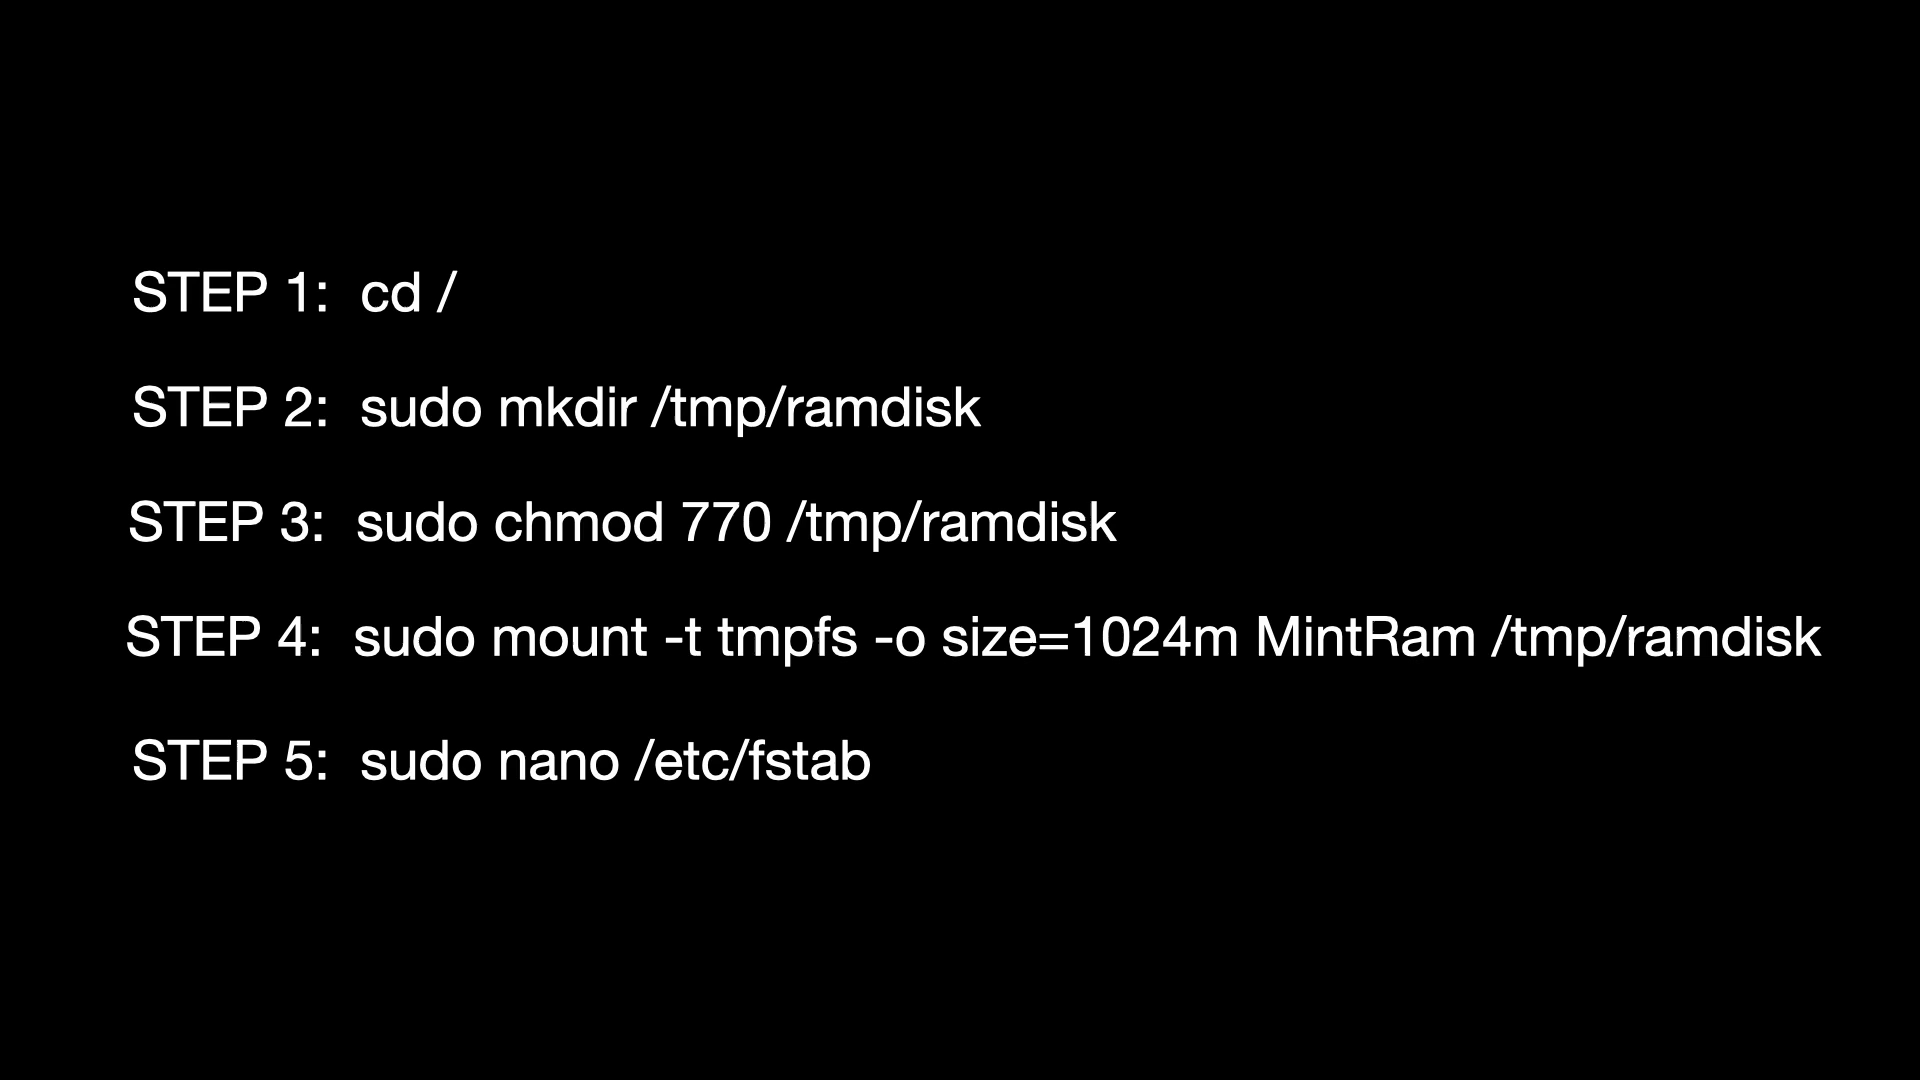 STEP 1: cd /
STEP 2: sudo mkdir /tmp/ramdisk
STEP 3: sudo chmod 770 /tmp/ramdisk
STEP 4: sudo mount -t tmpfs -o size=1024m MintRam /tmp/ramdisk
STEP 5: sudo nano /etc/fstab